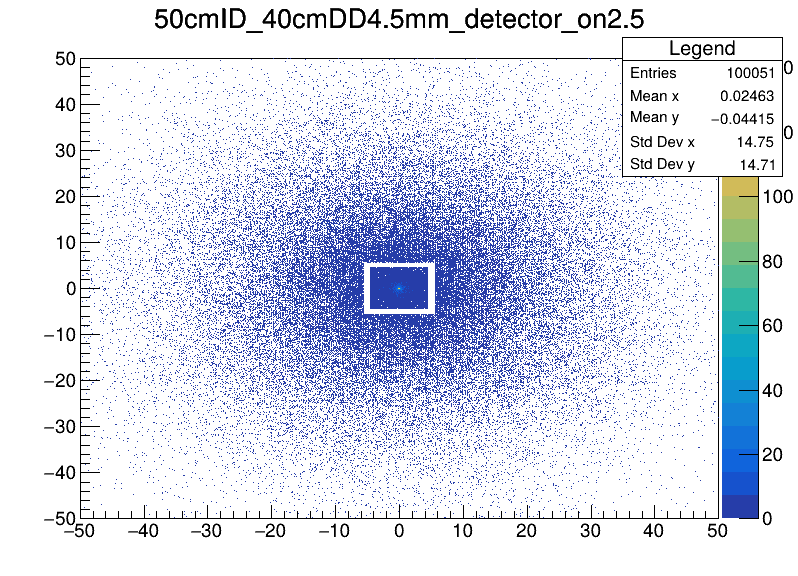 50cmID_40cmDD4.5mm_detector_on2.5
Legend
Entries 100051
Mean x 0.02463
Mean y −0.04415
Std Dev x 14.75
Std Dev y 14.71
50
40
30
20
10
0
−10
−20
−30
−40
−50
−50 −40 −30 −20 −10 0 10 20 30 40 50
0
0
100
80
60
40
20
0